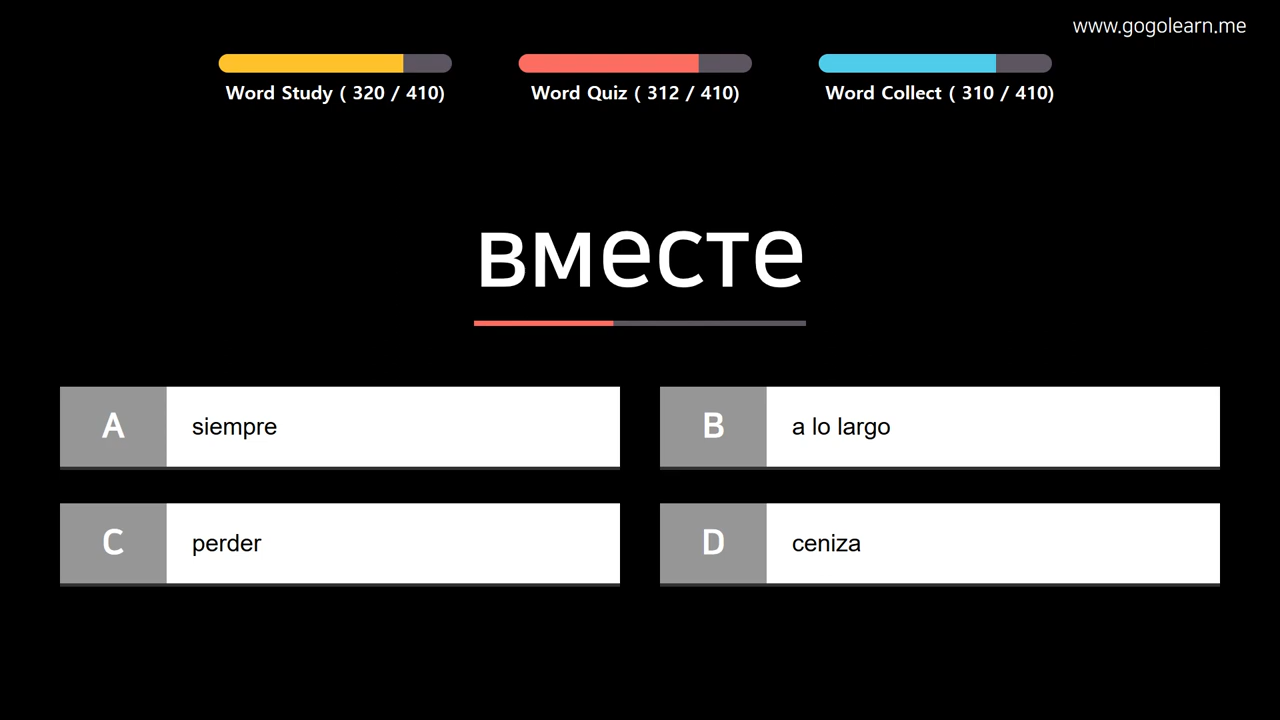 www.gogolearn.me
Word Study ( 320 / 410)
Word Quiz ( 312 / 410)
Word Collect ( 310 / 410)
вместе
A siempre
B a lo largo
C perder
D ceniza